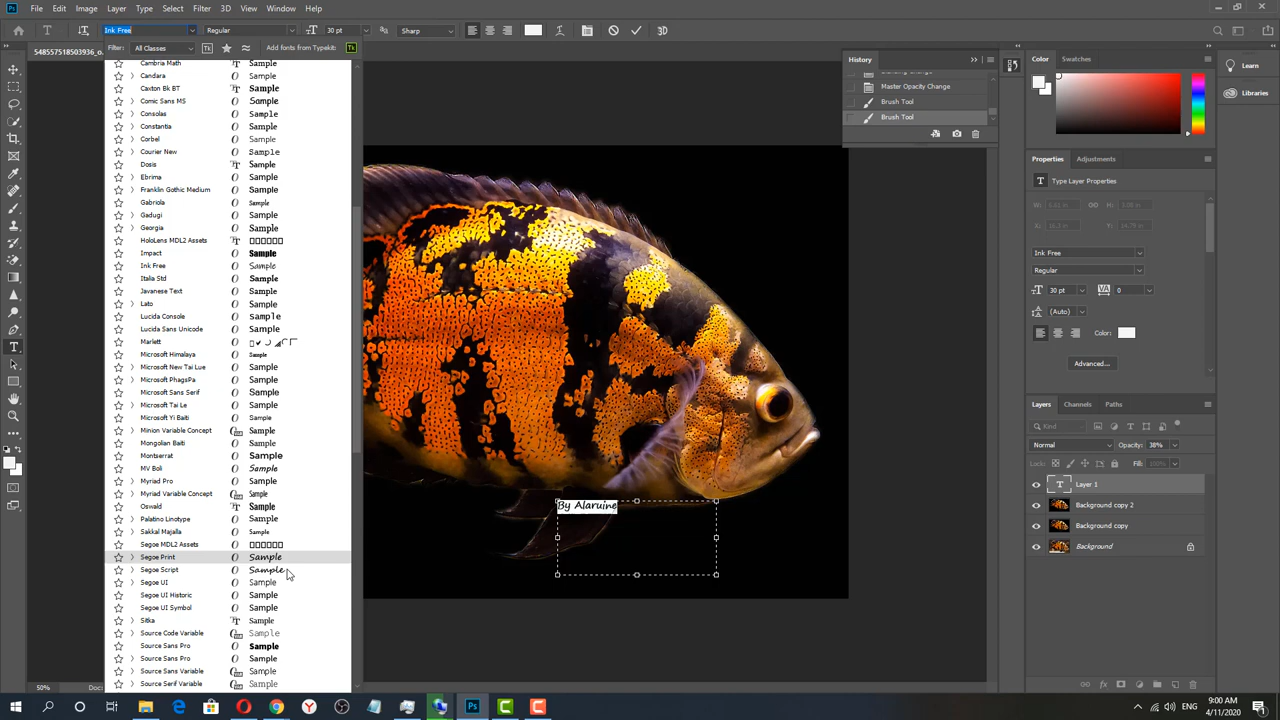 Ps File Edit Image Layer Type Select Filter 3D View Window Help
T Ink Free Regular 30 pt Sharp 3D
Filter: All Classes Add fonts from Typekit: Tk
50% Doc:
Cambria Math Sample
Candara Sample
Caxton Bk BT Sample
Comic Sans MS Sample
Consolas Sample
Constantia Sample
Corbel Sample
Courier New Sample
Dosis Sample
Ebrima Sample
Franklin Gothic Medium Sample
Gabriola Sample
Gadugi Sample
Georgia Sample
HoloLens MDL2 Assets
Impact Sample
Ink Free Sample
Italia Std Sample
Javanese Text Sample
Lato Sample
Lucida Console Sample
Lucida Sans Unicode Sample
Marlett
Microsoft Himalaya Sample
Microsoft New Tai Lue Sample
Microsoft PhagsPa Sample
Microsoft Sans Serif Sample
Microsoft Tai Le Sample
Microsoft Yi Baiti Sample
Minion Variable Concept Sample
Mongolian Baiti Sample
Montserrat Sample
MV Boli Sample
Myriad Pro Sample
Myriad Variable Concept Sample
Oswald Sample
Palatino Linotype Sample
Sakkal Majalla Sample
Segoe MDL2 Assets
Segoe Print Sample
Segoe Script Sample
Segoe UI Sample
Segoe UI Historic Sample
Segoe UI Symbol Sample
Sitka Sample
Source Code Variable Sample
Source Sans Pro Sample
Source Sans Pro Sample
Source Sans Variable Sample
Source Serif Variable Sample
By Alaruine
History
Master Opacity Change
Brush Tool
Brush Tool
Color Swatches
Learn
Libraries
Properties Adjustments
Type Layer Properties
Ink Free
Regular
30 pt VA 0
(Auto)
Color:
Advanced...
Layers Channels Paths
Kind
Normal Opacity: 38%
Lock: Fill: 100%
Layer 1
Background copy 2
Background copy
Background
ENG 9:00 AM
4/11/2020